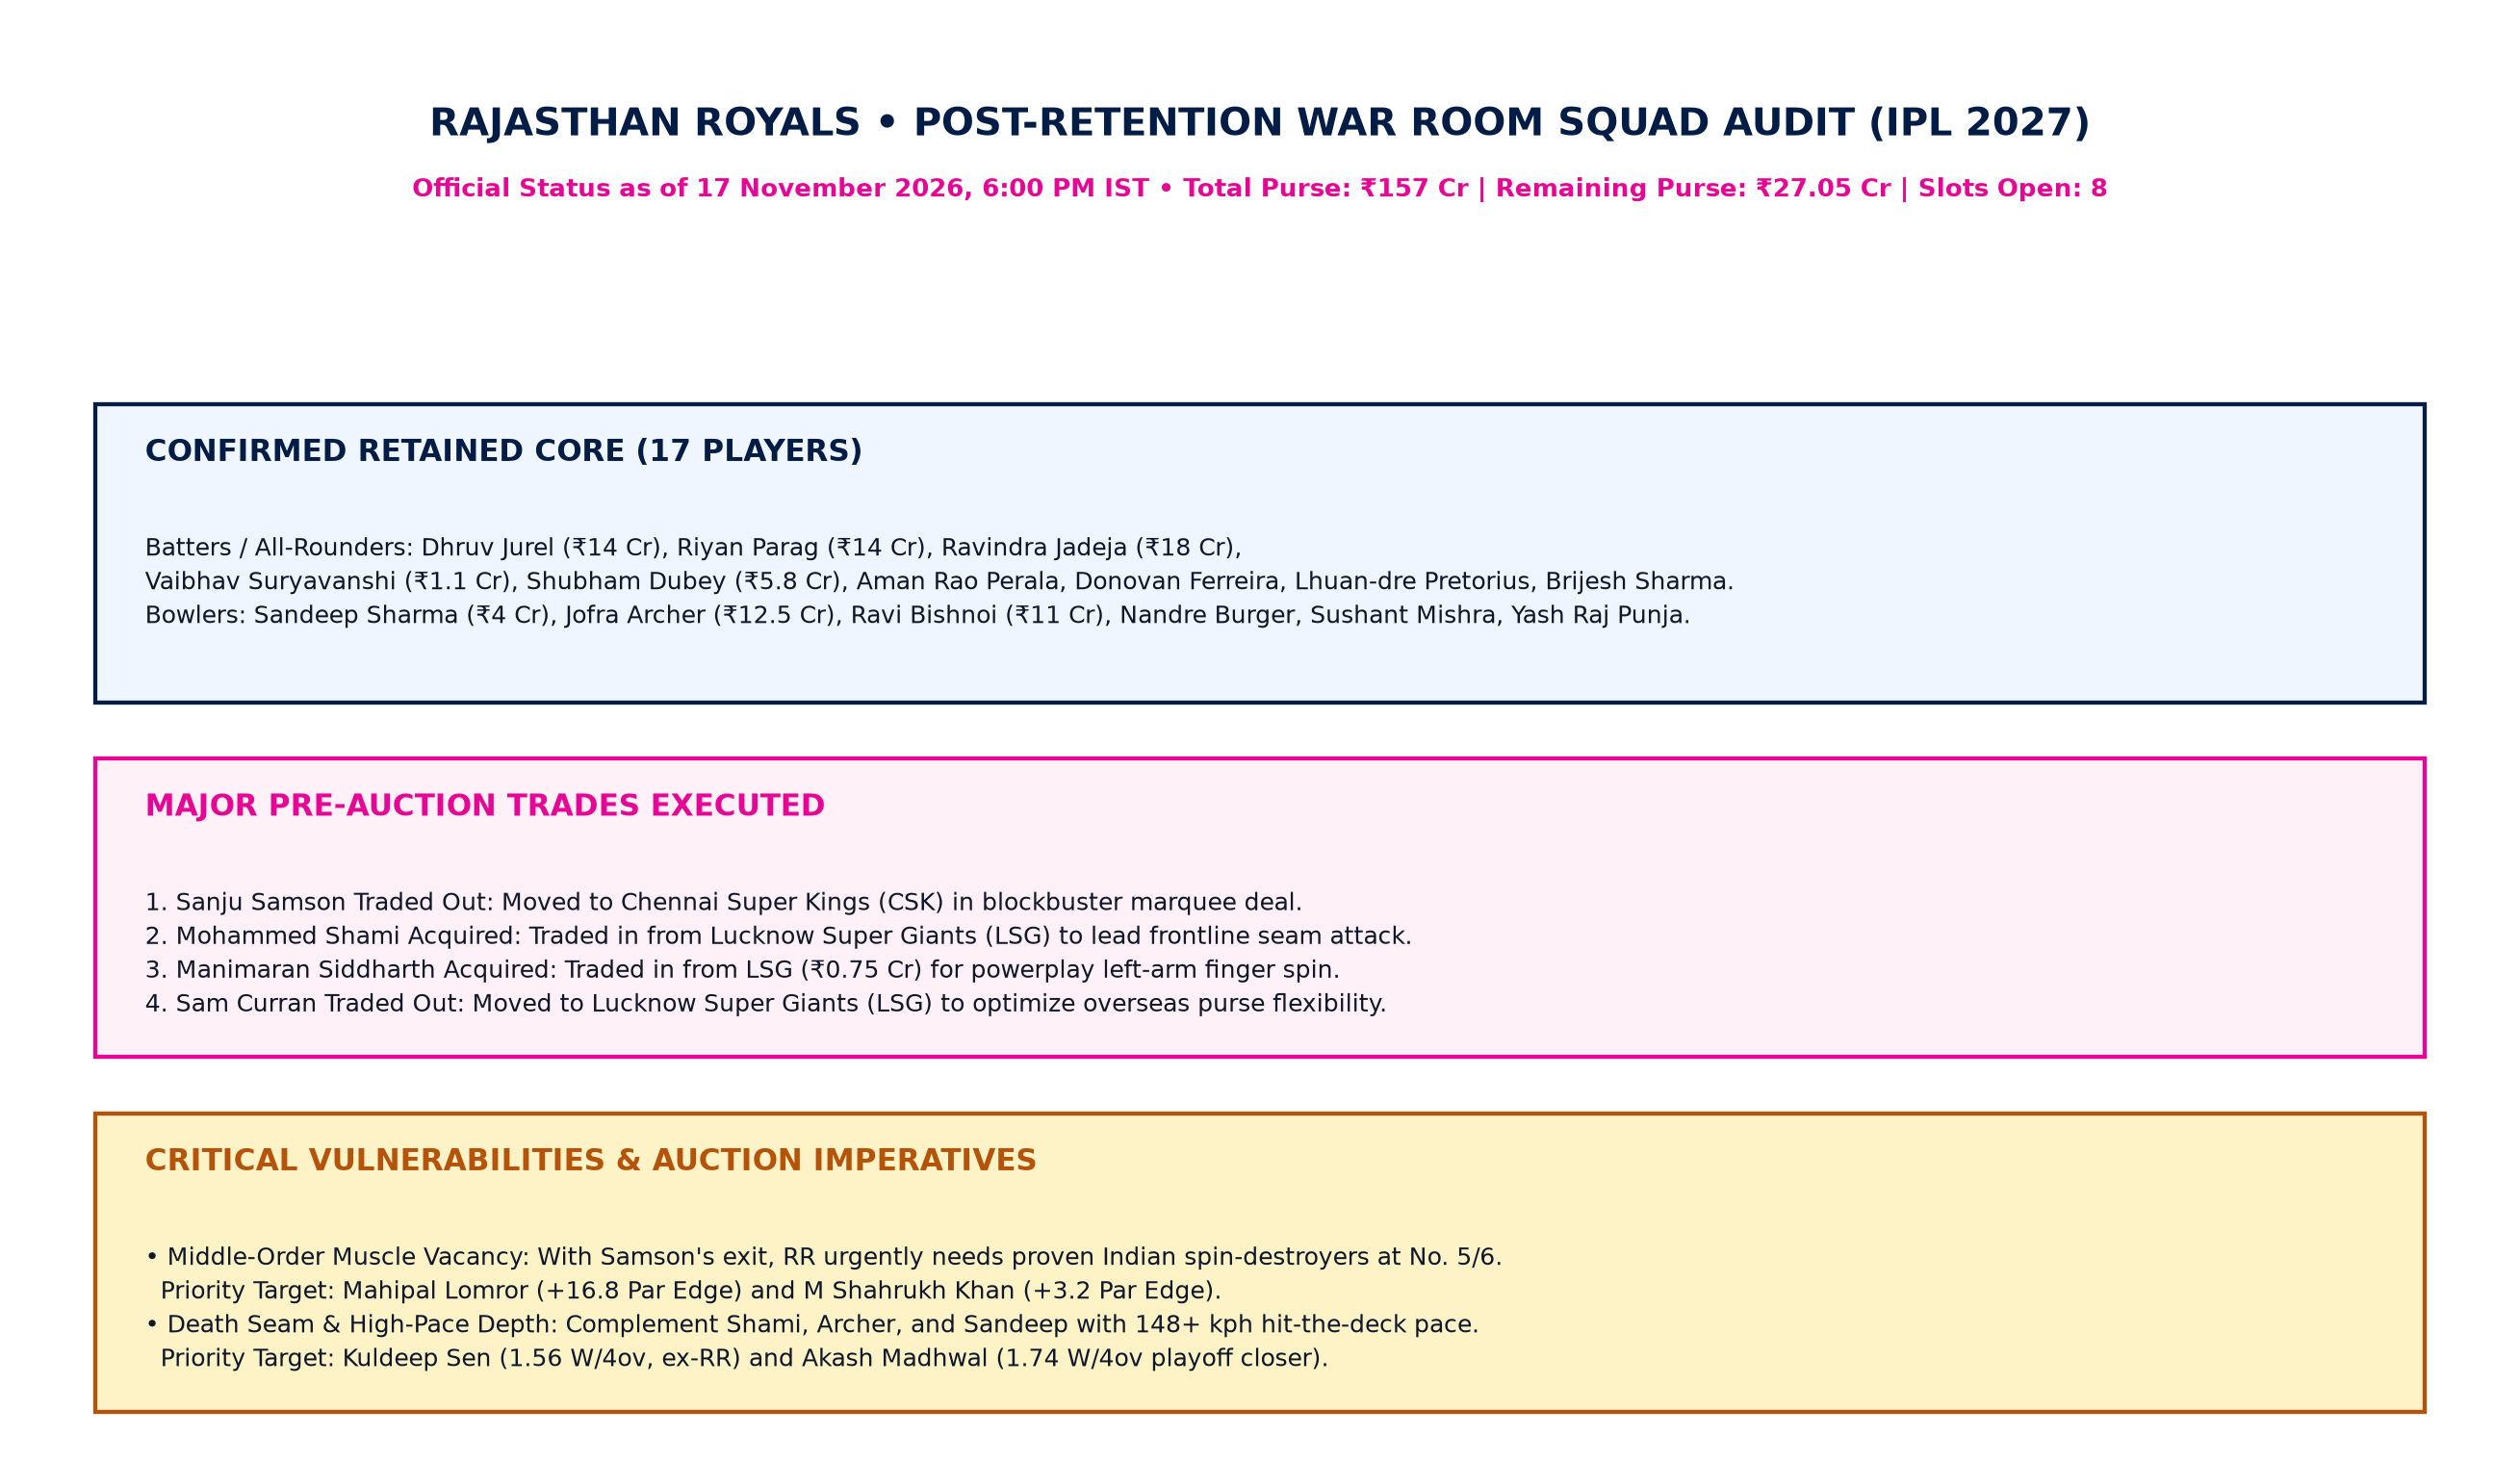 RAJASTHAN ROYALS • POST-RETENTION WAR ROOM SQUAD AUDIT (IPL 2027)
Official Status as of 17 November 2026, 6:00 PM IST • Total Purse: ₹157 Cr | Remaining Purse: ₹27.05 Cr | Slots Open: 8
CONFIRMED RETAINED CORE (17 PLAYERS)
Batters / All-Rounders: Dhruv Jurel (₹14 Cr), Riyan Parag (₹14 Cr), Ravindra Jadeja (₹18 Cr),
Vaibhav Suryavanshi (₹1.1 Cr), Shubham Dubey (₹5.8 Cr), Aman Rao Perala, Donovan Ferreira, Lhuan-dre Pretorius, Brijesh Sharma.
Bowlers: Sandeep Sharma (₹4 Cr), Jofra Archer (₹12.5 Cr), Ravi Bishnoi (₹11 Cr), Nandre Burger, Sushant Mishra, Yash Raj Punja.
MAJOR PRE-AUCTION TRADES EXECUTED
1. Sanju Samson Traded Out: Moved to Chennai Super Kings (CSK) in blockbuster marquee deal.
2. Mohammed Shami Acquired: Traded in from Lucknow Super Giants (LSG) to lead frontline seam attack.
3. Manimaran Siddharth Acquired: Traded in from LSG (₹0.75 Cr) for powerplay left-arm finger spin.
4. Sam Curran Traded Out: Moved to Lucknow Super Giants (LSG) to optimize overseas purse flexibility.
CRITICAL VULNERABILITIES & AUCTION IMPERATIVES
• Middle-Order Muscle Vacancy: With Samson's exit, RR urgently needs proven Indian spin-destroyers at No. 5/6.
Priority Target: Mahipal Lomror (+16.8 Par Edge) and M Shahrukh Khan (+3.2 Par Edge).
• Death Seam & High-Pace Depth: Complement Shami, Archer, and Sandeep with 148+ kph hit-the-deck pace.
Priority Target: Kuldeep Sen (1.56 W/4ov, ex-RR) and Akash Madhwal (1.74 W/4ov playoff closer).